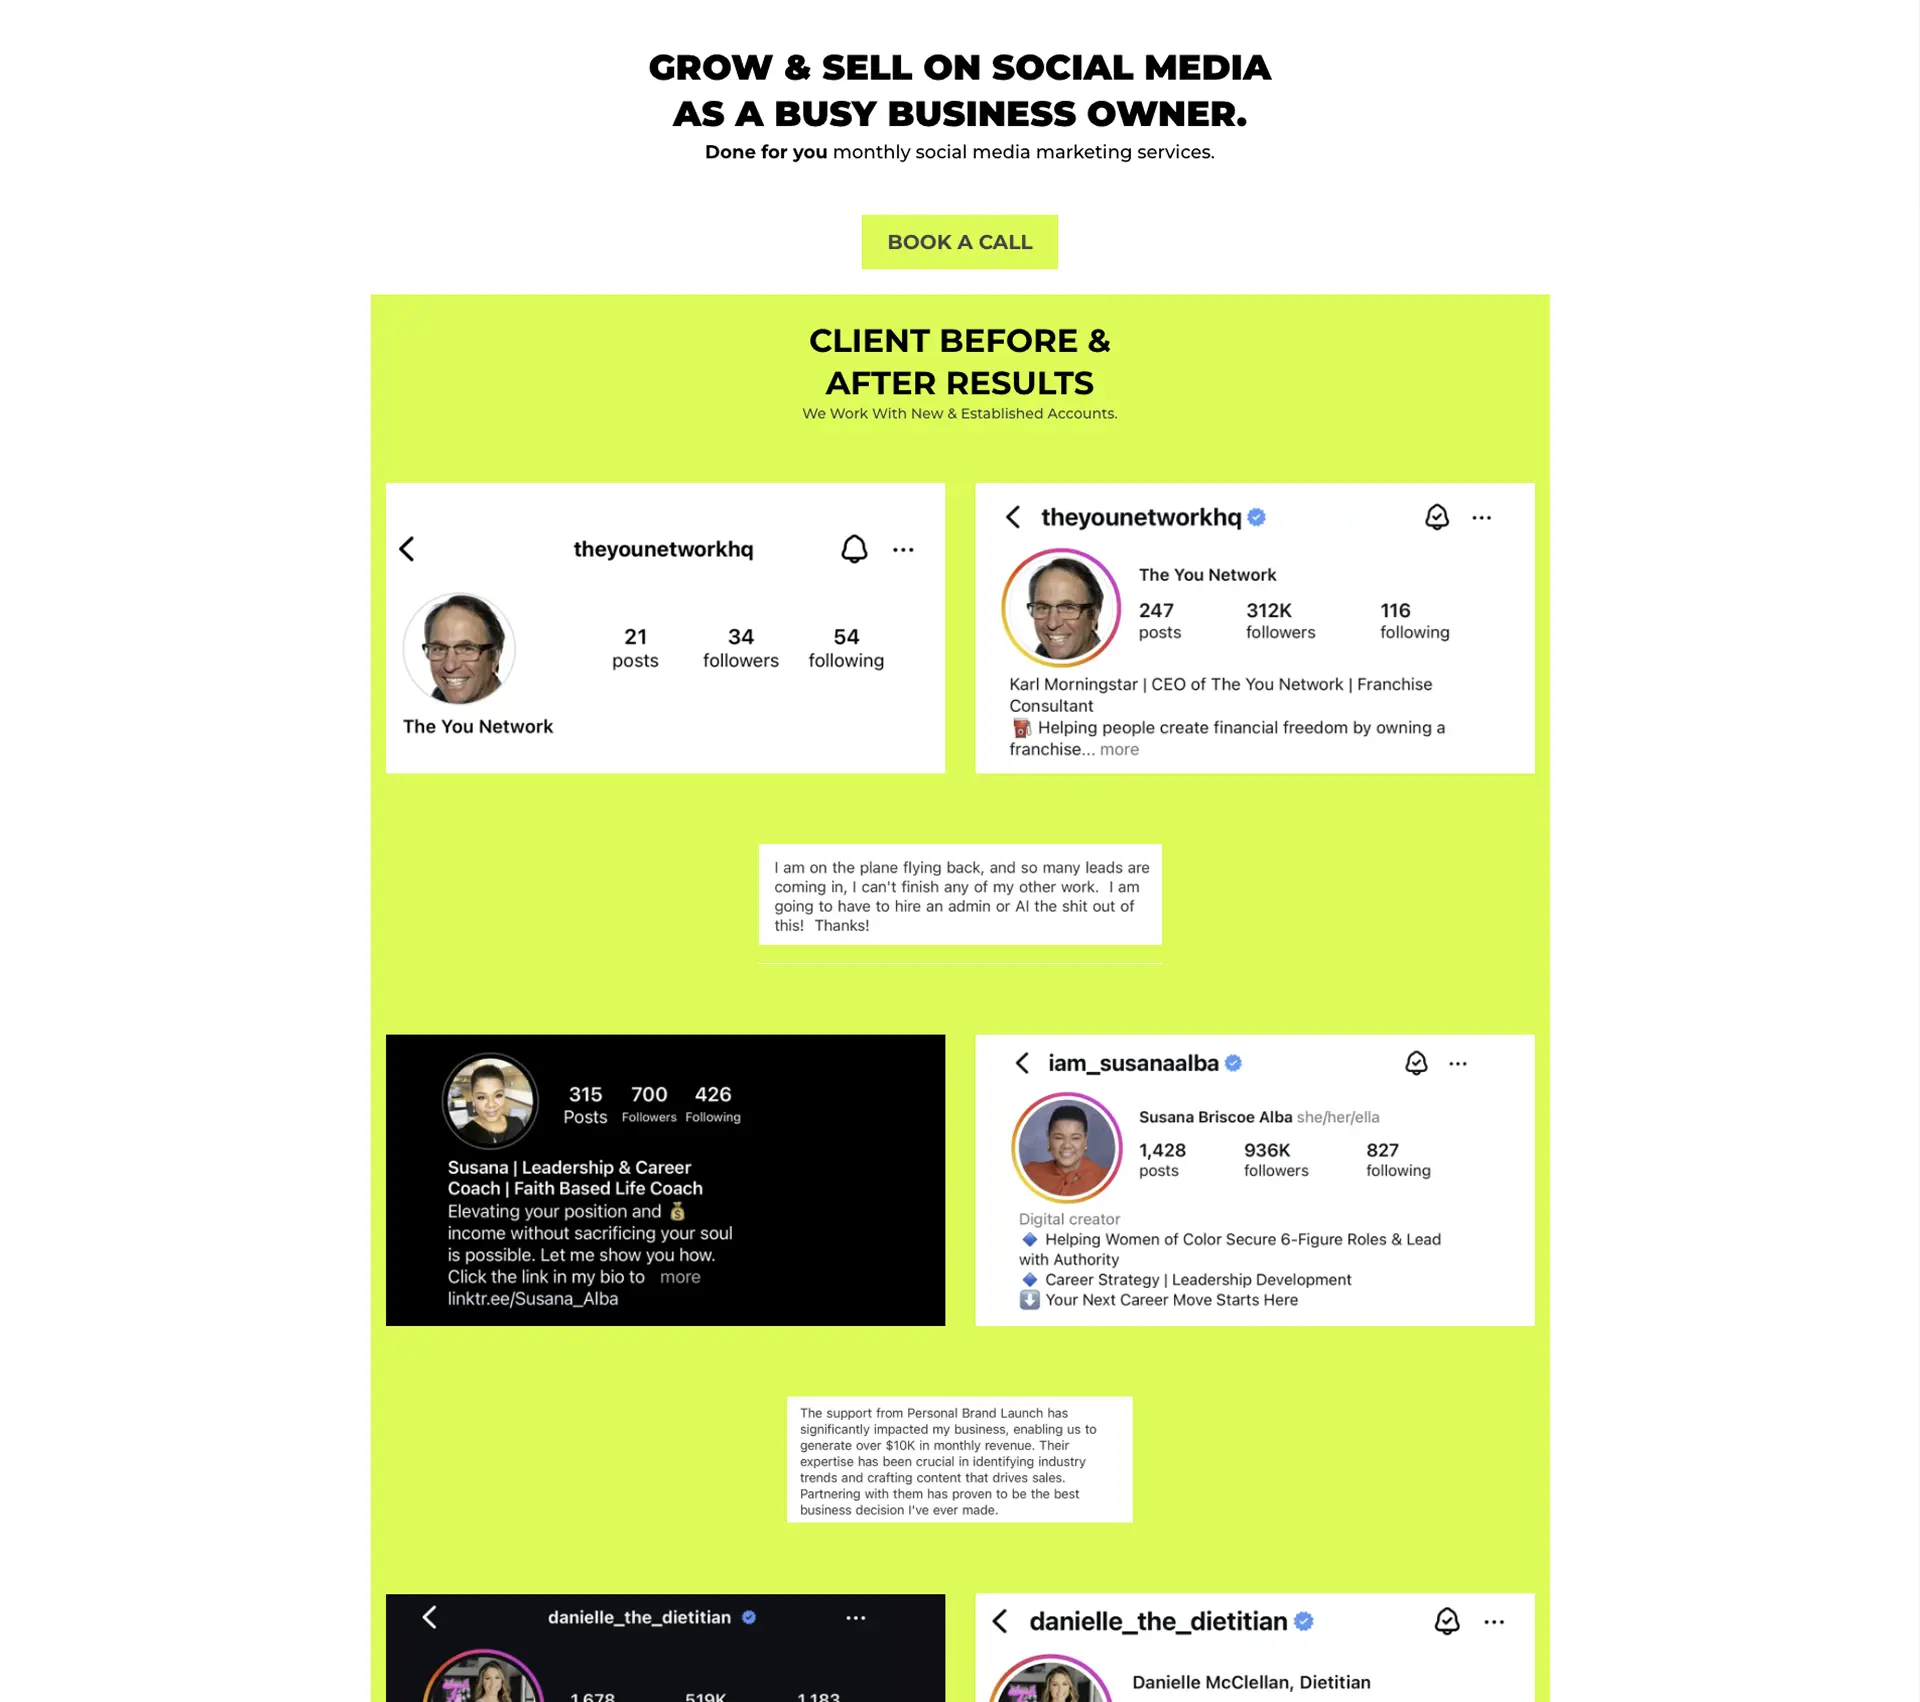 GROW & SELL ON SOCIAL MEDIA
AS A BUSY BUSINESS OWNER.
Done for you monthly social media marketing services.
BOOK A CALL
CLIENT BEFORE &
AFTER RESULTS
We Work With New & Established Accounts.
theyounetworkhq
21 34 54
posts followers following
The You Network
theyounetworkhq
The You Network
247 312K 116
posts followers following
Karl Morningstar | CEO of The You Network | Franchise
Consultant
Helping people create financial freedom by owning a
franchise... more
I am on the plane flying back, and so many leads are
coming in, I can't finish any of my other work. I am
going to have to hire an admin or AI the shit out of
this! Thanks!
315 700 426
Posts Followers Following
Susana | Leadership & Career
Coach | Faith Based Life Coach
Elevating your position and 💰
income without sacrificing your soul
is possible. Let me show you how.
Click the link in my bio to more
linktr.ee/Susana_Alba
iam_susanaalba
Susana Briscoe Alba she/her/ella
1,428 936K 827
posts followers following
Digital creator
🔷 Helping Women of Color Secure 6-Figure Roles & Lead
with Authority
🔷 Career Strategy | Leadership Development
⬇️ Your Next Career Move Starts Here
The support from Personal Brand Launch has
significantly impacted my business, enabling us to
generate over $10K in monthly revenue. Their
expertise has been crucial in identifying industry
trends and crafting content that drives sales.
Partnering with them has proven to be the best
business decision I've ever made.
danielle_the_dietitian
1,678 519K 1,183
danielle_the_dietitian
Danielle McClellan, Dietitian